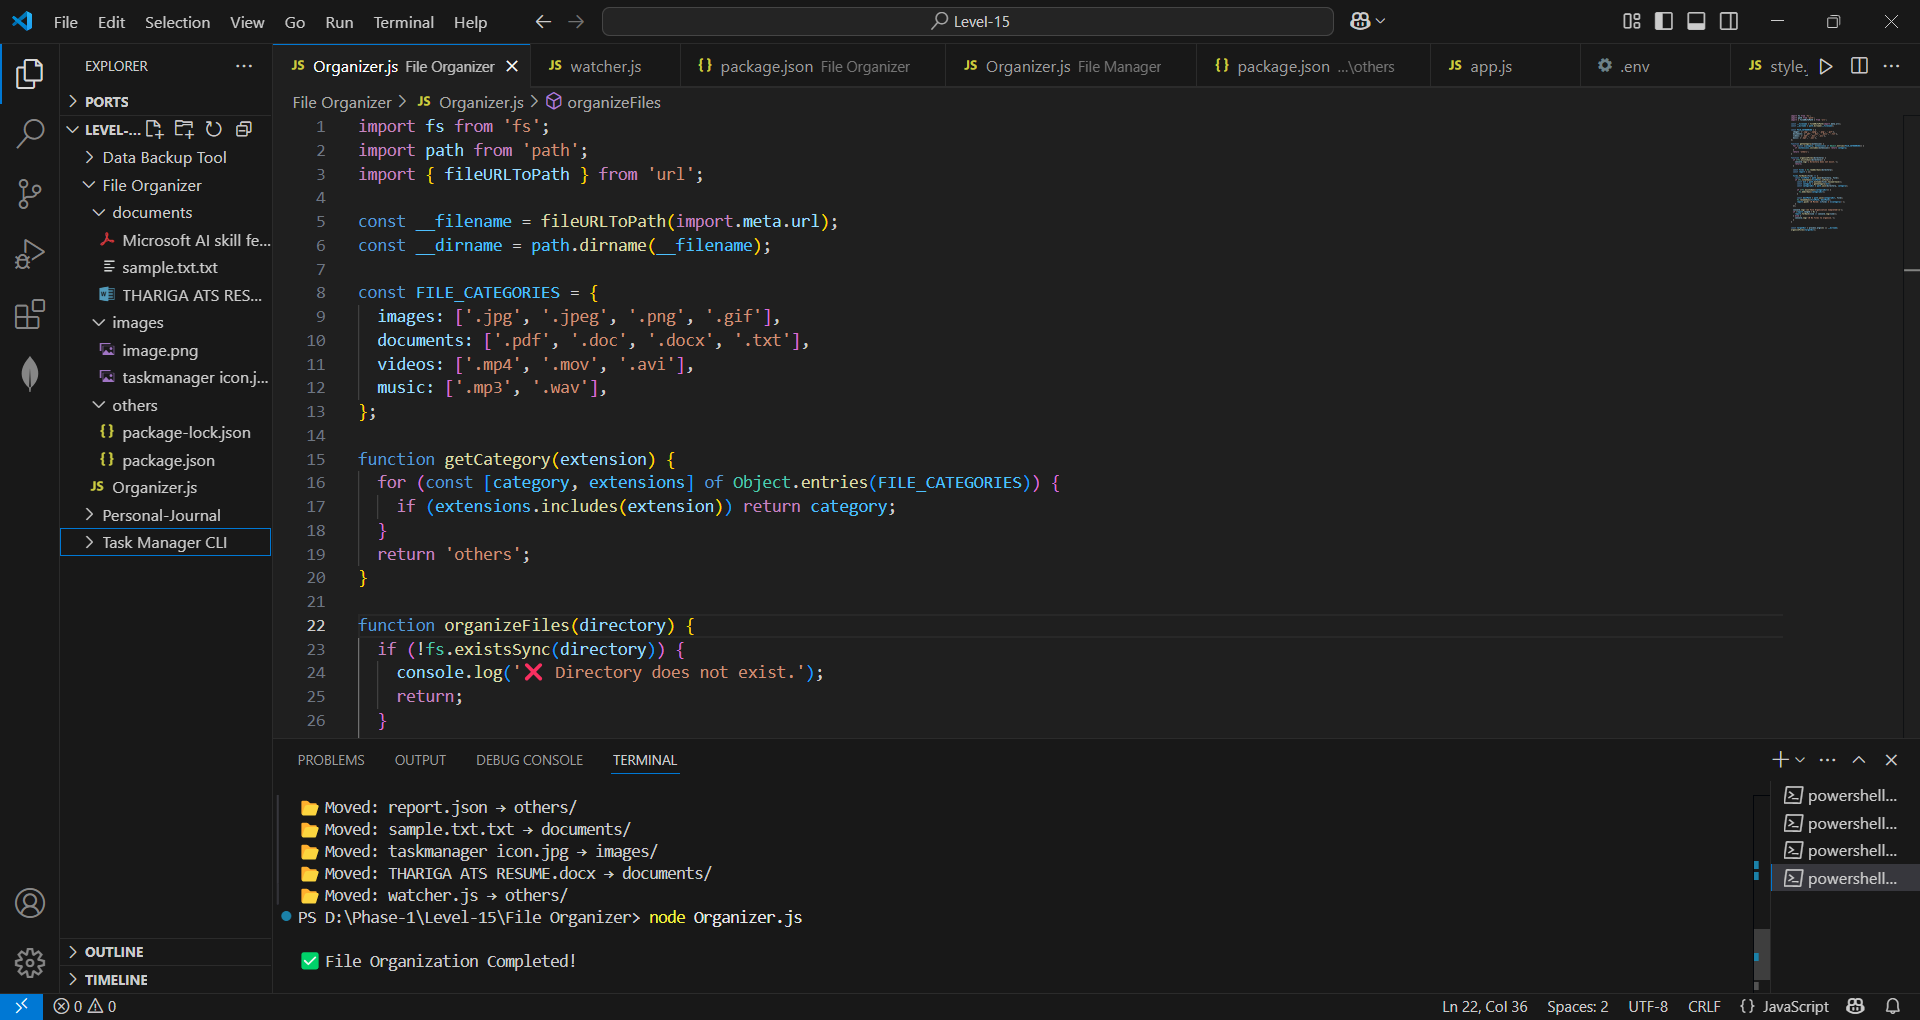 File Edit Selection View Go Run Terminal Help
Level-15
EXPLORER
PORTS
LEVEL-...
Data Backup Tool
File Organizer
documents
Microsoft AI skill fe...
sample.txt.txt
THARIGA ATS RES...
images
image.png
taskmanager icon.j...
others
package-lock.json
package.json
JS Organizer.js
Personal-Journal
Task Manager CLI
OUTLINE
TIMELINE
JS Organizer.js File Organizer
JS watcher.js
{} package.json File Organizer
JS Organizer.js File Manager
{} package.json ...\others
JS app.js
.env
JS style.
File Organizer > JS Organizer.js > organizeFiles
1 import fs from 'fs';
2 import path from 'path';
3 import { fileURLToPath } from 'url';
4
5 const __filename = fileURLToPath(import.meta.url);
6 const __dirname = path.dirname(__filename);
7
8 const FILE_CATEGORIES = {
9 images: ['.jpg', '.jpeg', '.png', '.gif'],
10 documents: ['.pdf', '.doc', '.docx', '.txt'],
11 videos: ['.mp4', '.mov', '.avi'],
12 music: ['.mp3', '.wav'],
13 };
14
15 function getCategory(extension) {
16 for (const [category, extensions] of Object.entries(FILE_CATEGORIES)) {
17 if (extensions.includes(extension)) return category;
18 }
19 return 'others';
20 }
21
22 function organizeFiles(directory) {
23 if (!fs.existsSync(directory)) {
24 console.log('❌ Directory does not exist.');
25 return;
26 }
PROBLEMS OUTPUT DEBUG CONSOLE TERMINAL
📂 Moved: report.json → others/
📂 Moved: sample.txt.txt → documents/
📂 Moved: taskmanager icon.jpg → images/
📂 Moved: THARIGA ATS RESUME.docx → documents/
📂 Moved: watcher.js → others/
PS D:\Phase-1\Level-15\File Organizer> node Organizer.js
✅ File Organization Completed!
powershell...
powershell...
powershell...
powershell...
0 0
Ln 22, Col 36 Spaces: 2 UTF-8 CRLF {} JavaScript